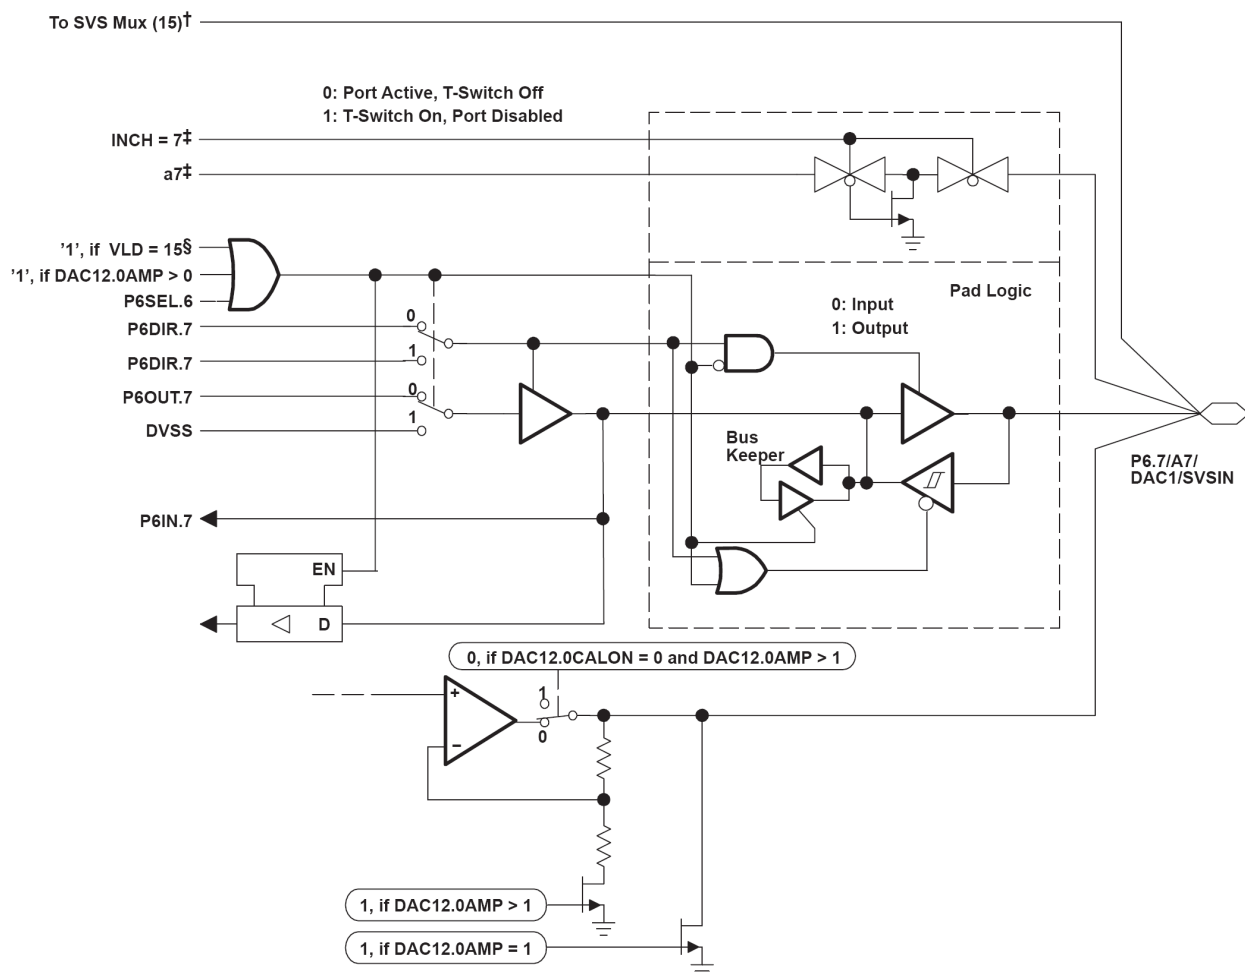 To SVS Mux (15)†
0: Port Active, T-Switch Off
1: T-Switch On, Port Disabled
INCH = 7‡
a7‡
’1’, if VLD = 15§
’1’, if DAC12.0AMP > 0
P6SEL.6
P6DIR.7
0
P6DIR.7
1
P6OUT.7
0
DVSS
1
Pad Logic
0: Input
1: Output
Bus
Keeper
P6.7/A7/
DAC1/SVSIN
P6IN.7
EN
D
0, if DAC12.0CALON = 0 and DAC12.0AMP > 1
+
−
1
0
1, if DAC12.0AMP > 1
1, if DAC12.0AMP = 1